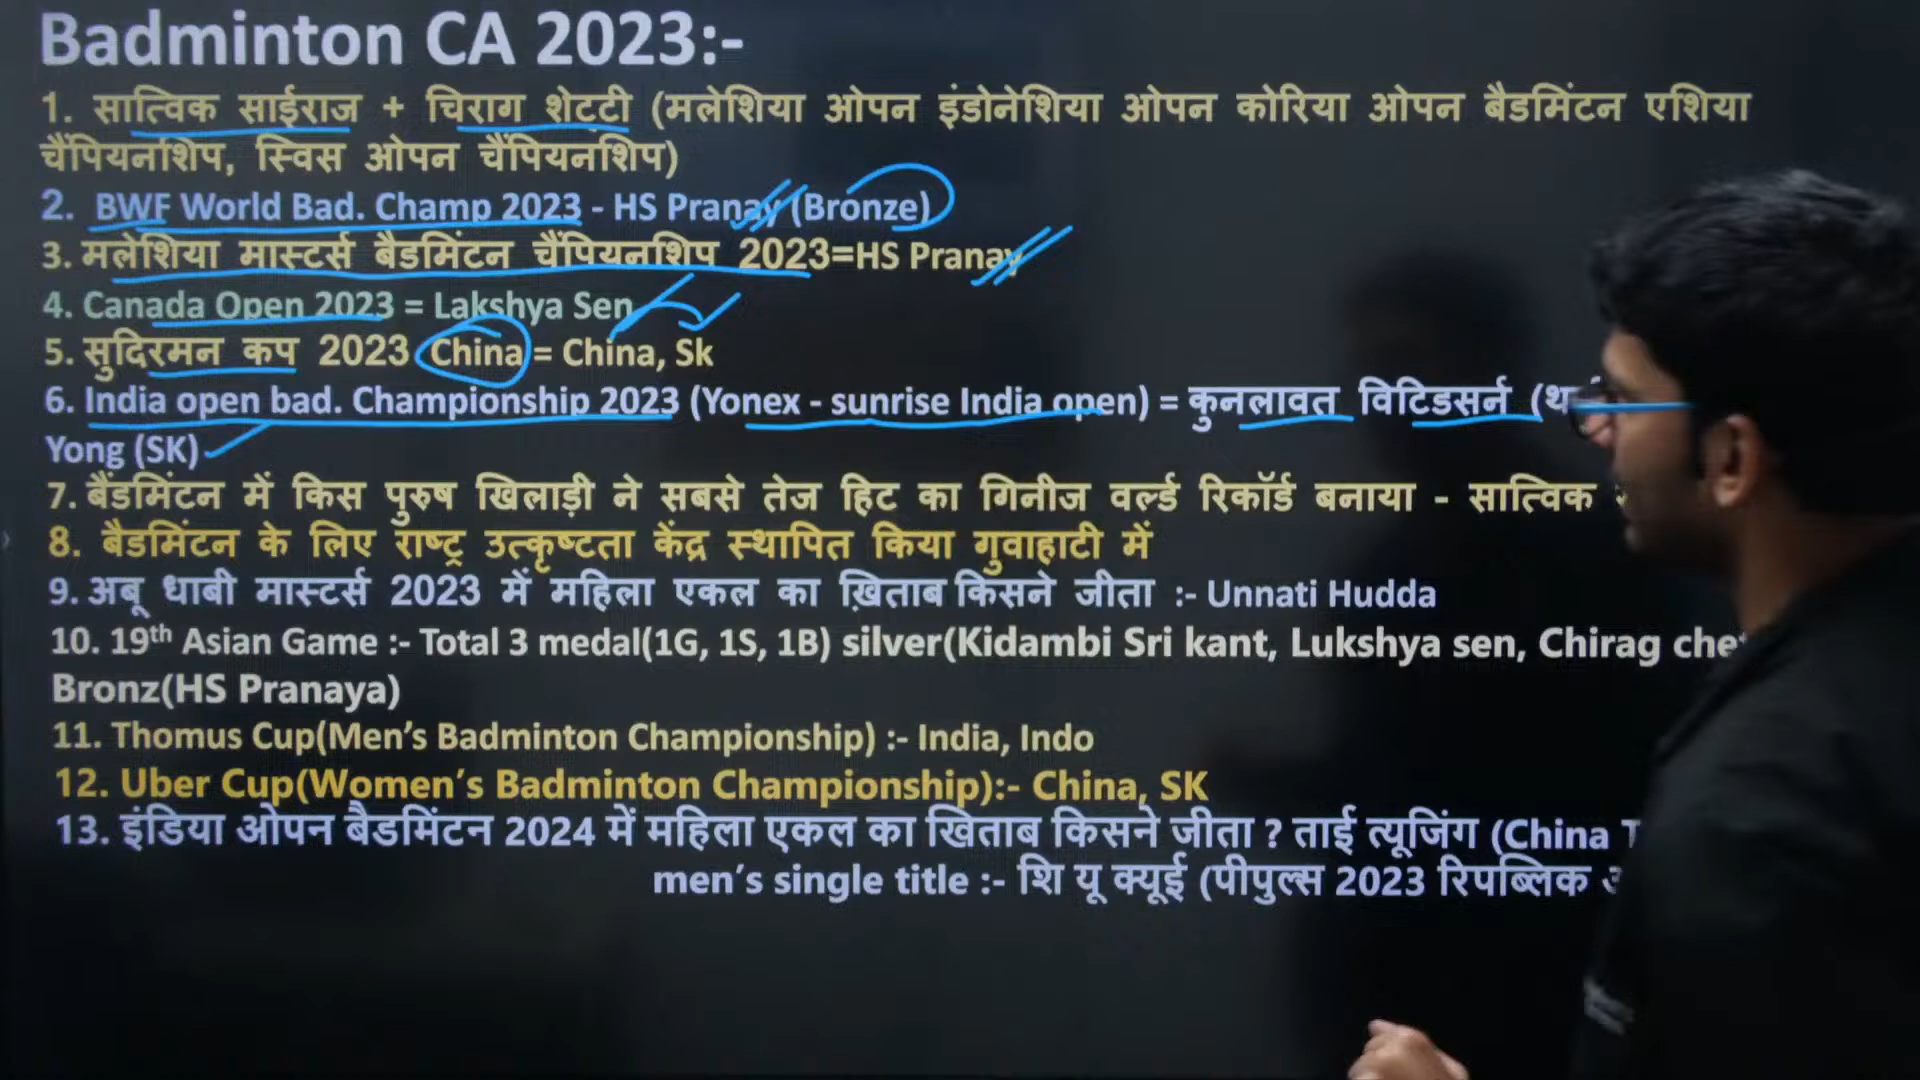 Badminton CA 2023:-
1. सात्विक साईराज + चिराग शेट्टी (मलेशिया ओपन इंडोनेशिया ओपन कोरिया ओपन बैडमिंटन एशिया
चैंपियनशिप, स्विस ओपन चैंपियनशिप)
2. BWF World Bad. Champ 2023 - HS Pranay (Bronze)
3. मलेशिया मास्टर्स बैडमिंटन चैंपियनशिप 2023=HS Pranay
4. Canada Open 2023 = Lakshya Sen
5. सुदिरमन कप 2023 China = China, Sk
6. India open bad. Championship 2023 (Yonex - sunrise India open) = कुनलावत विटिडसर्न
Yong (SK)
7. बैंडमिंटन में किस पुरुष खिलाड़ी ने सबसे तेज हिट का गिनीज वर्ल्ड रिकॉर्ड बनाया - सात्विक
8. बैडमिंटन के लिए राष्ट्र उत्कृष्टता केंद्र स्थापित किया गुवाहाटी में
9. अबू धाबी मास्टर्स 2023 में महिला एकल का ख़िताब किसने जीता :- Unnati Hudda
10. 19th Asian Game :- Total 3 medal(1G, 1S, 1B) silver(Kidambi Sri kant, Lukshya sen, Chirag
Bronz(HS Pranaya)
11. Thomus Cup(Men’s Badminton Championship) :- India, Indo
12. Uber Cup(Women’s Badminton Championship):- China, SK
13. इंडिया ओपन बैडमिंटन 2024 में महिला एकल का खिताब किसने जीता ? ताई त्यूजिंग (China
men’s single title :- शि यू क्यूई (पीपुल्स 2023 रिपब्लिक